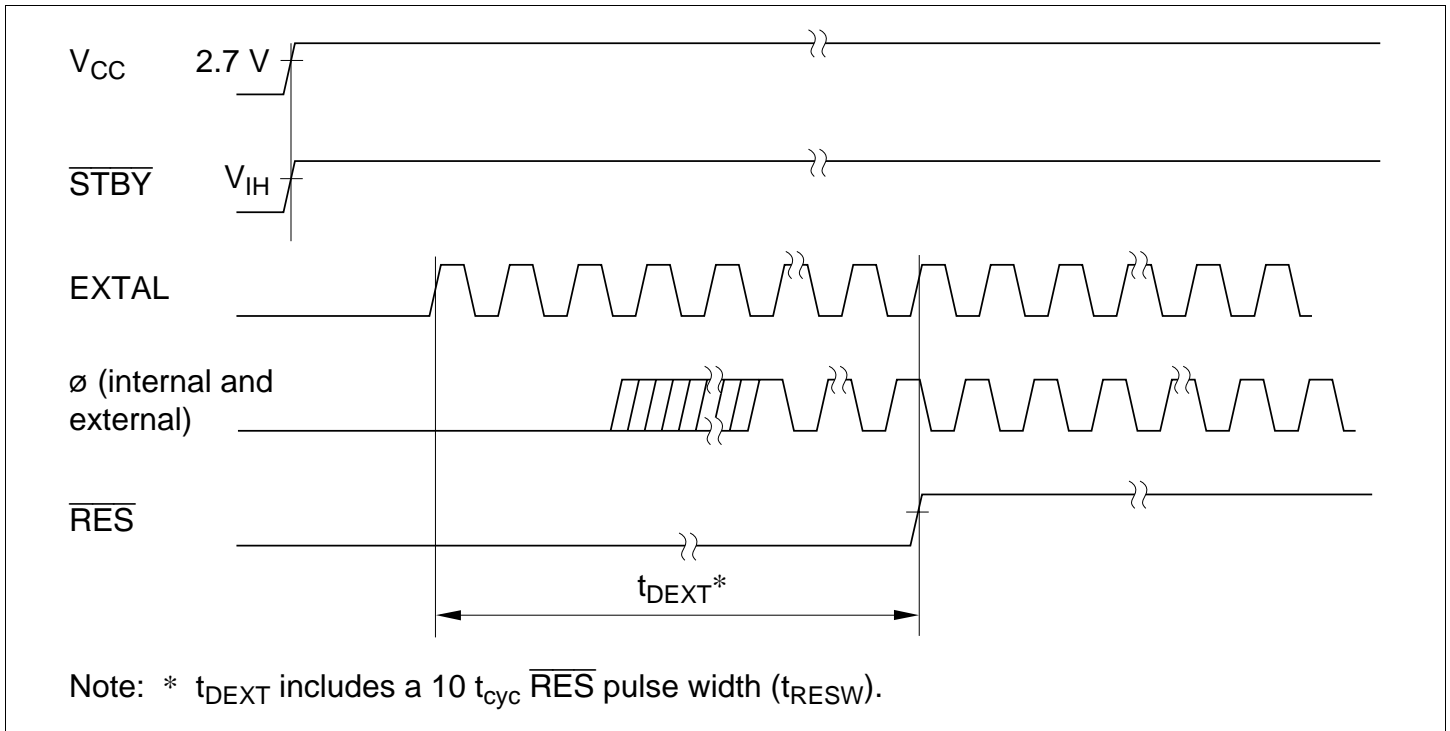 VCC 2.7 V
STBY VIH
EXTAL
ø (internal and
external)
RES
tDEXT*
Note: * tDEXT includes a 10 tcyc RES pulse width (tRESW).